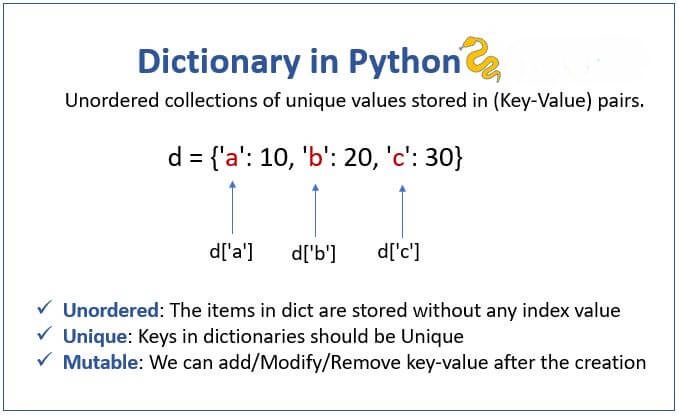 Dictionary in Python
Unordered collections of unique values stored in (Key-Value) pairs.
d = {'a': 10, 'b': 20, 'c': 30}
d['a'] d['b'] d['c']
✓ Unordered: The items in dict are stored without any index value
✓ Unique: Keys in dictionaries should be Unique
✓ Mutable: We can add/Modify/Remove key-value after the creation